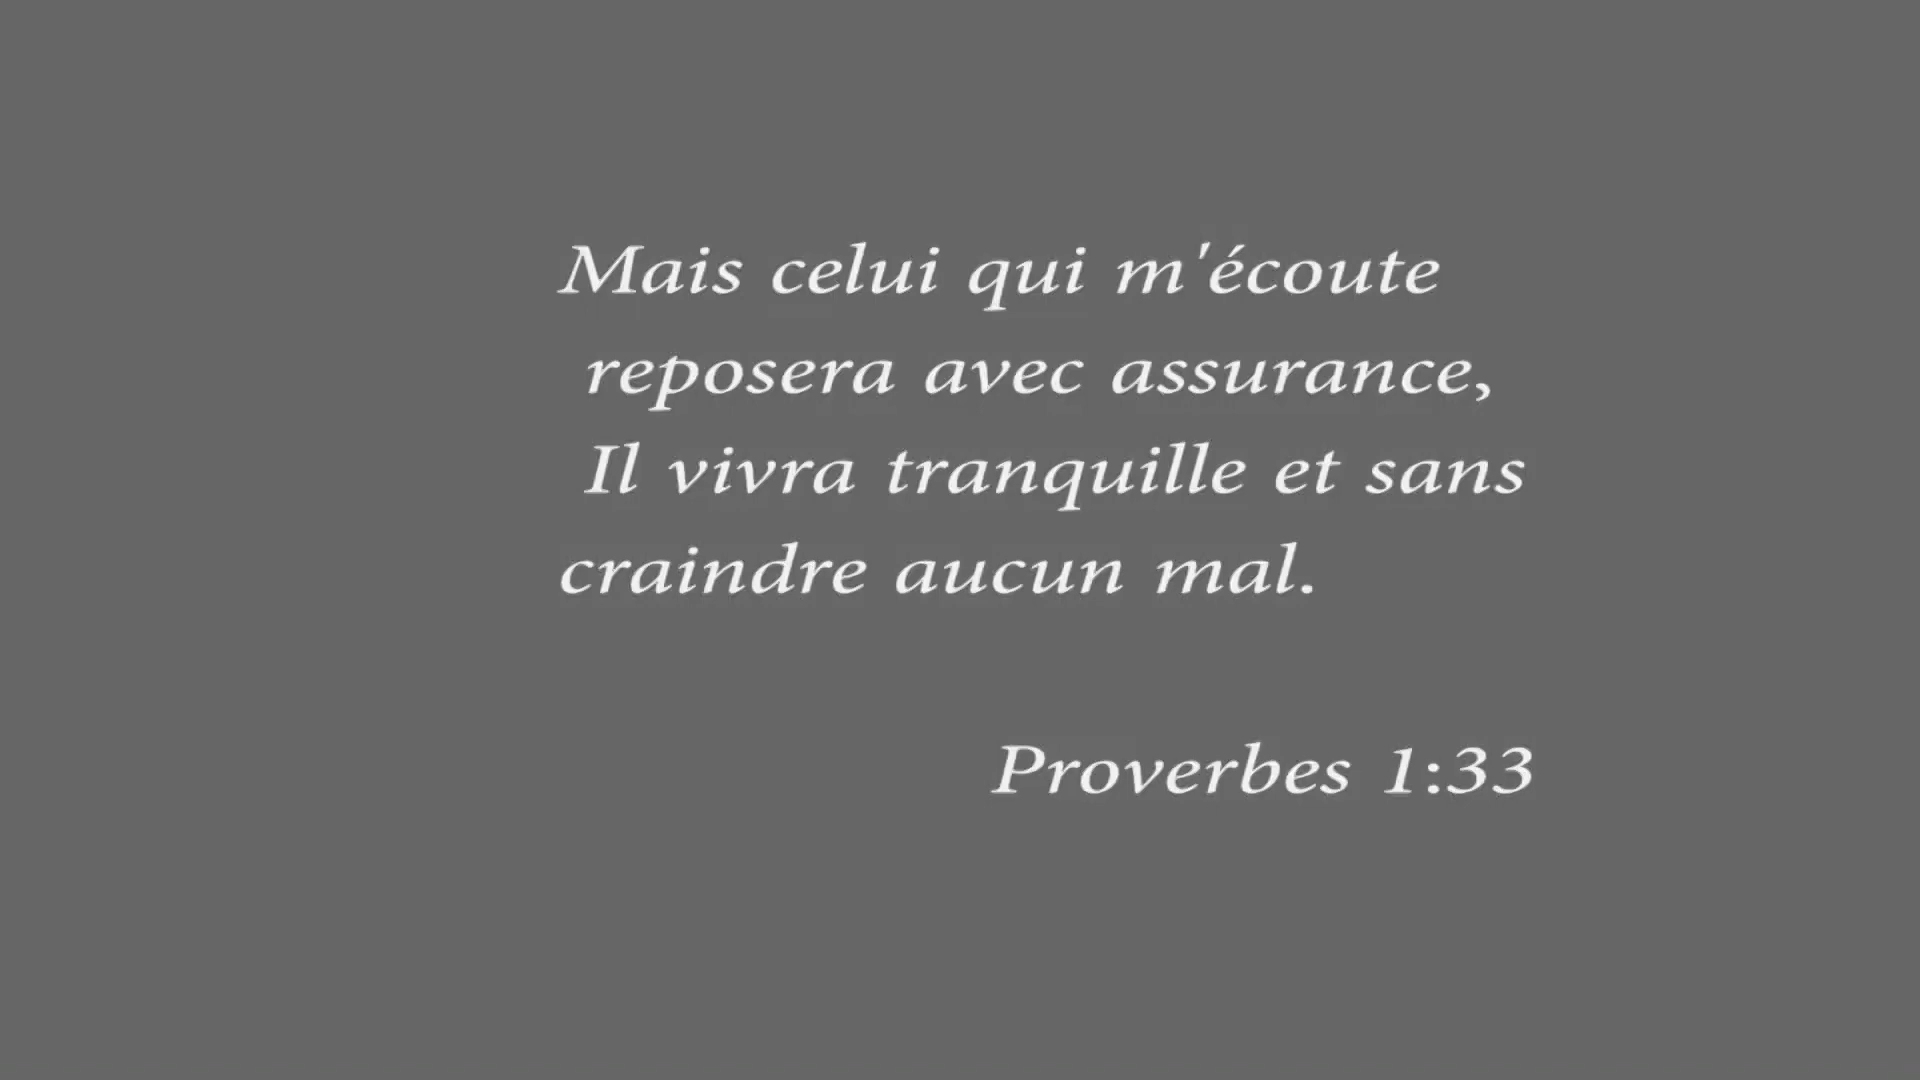 Mais celui qui m'écoute
reposera avec assurance,
Il vivra tranquille et sans
craindre aucun mal.
Proverbes 1:33